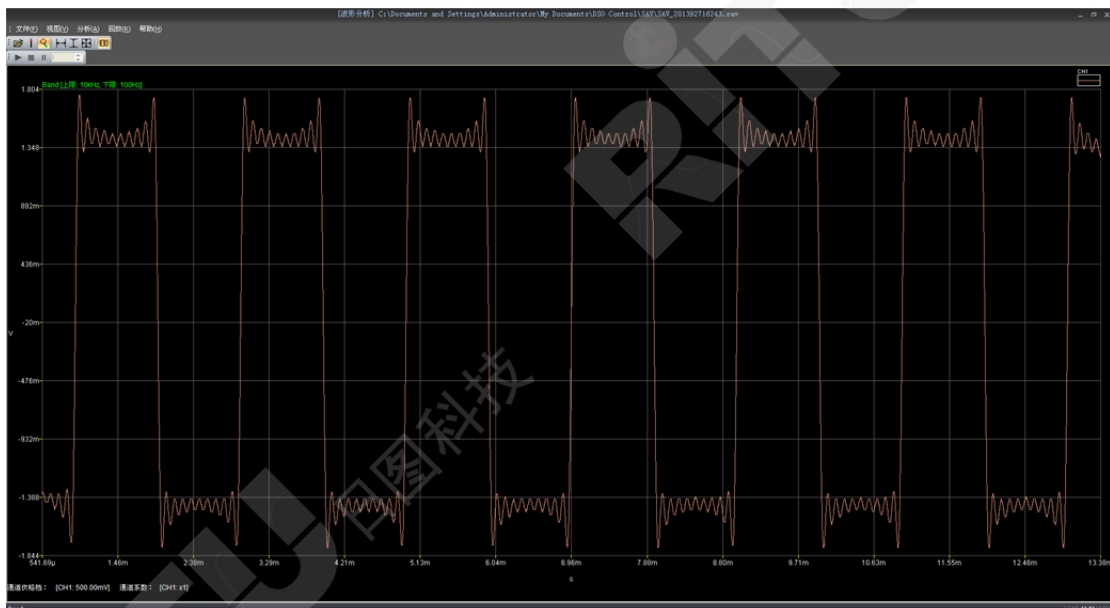 [波形分析] C:\Documents and Settings\Administrator\My Documents\DSO Control\SAV\SAV_201392716243.sav
文件(F) 视图(V) 分析(A) 回放(R) 帮助(H)
CH1
Band [上限: 10kHz, 下限: 100Hz]
1.804
1.348
892m
436m
-20m
V
-476m
-932m
-1.388
-1.844
541.69μ 1.46m 2.38m 3.29m 4.21m 5.13m 6.04m 6.96m 7.88m 8.80m 9.71m 10.63m 11.55m 12.46m 13.38m
s
通道伏格档: [CH1: 500.00mV] 通道系数: [CH1: x1]
日图科技